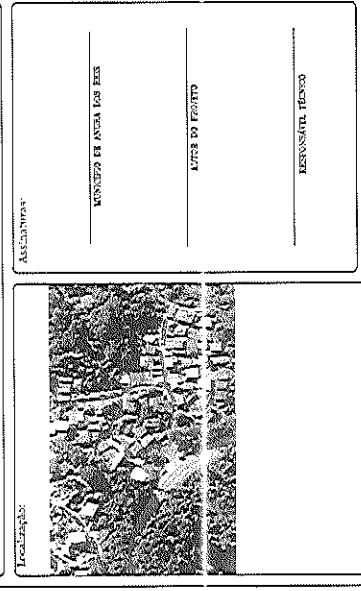 Assinaturas:
MUNICÍPIO DE ANGRA DOS REIS
AUTOR DO PROJETO
RESPONSÁVEL TÉCNICO
Localização: